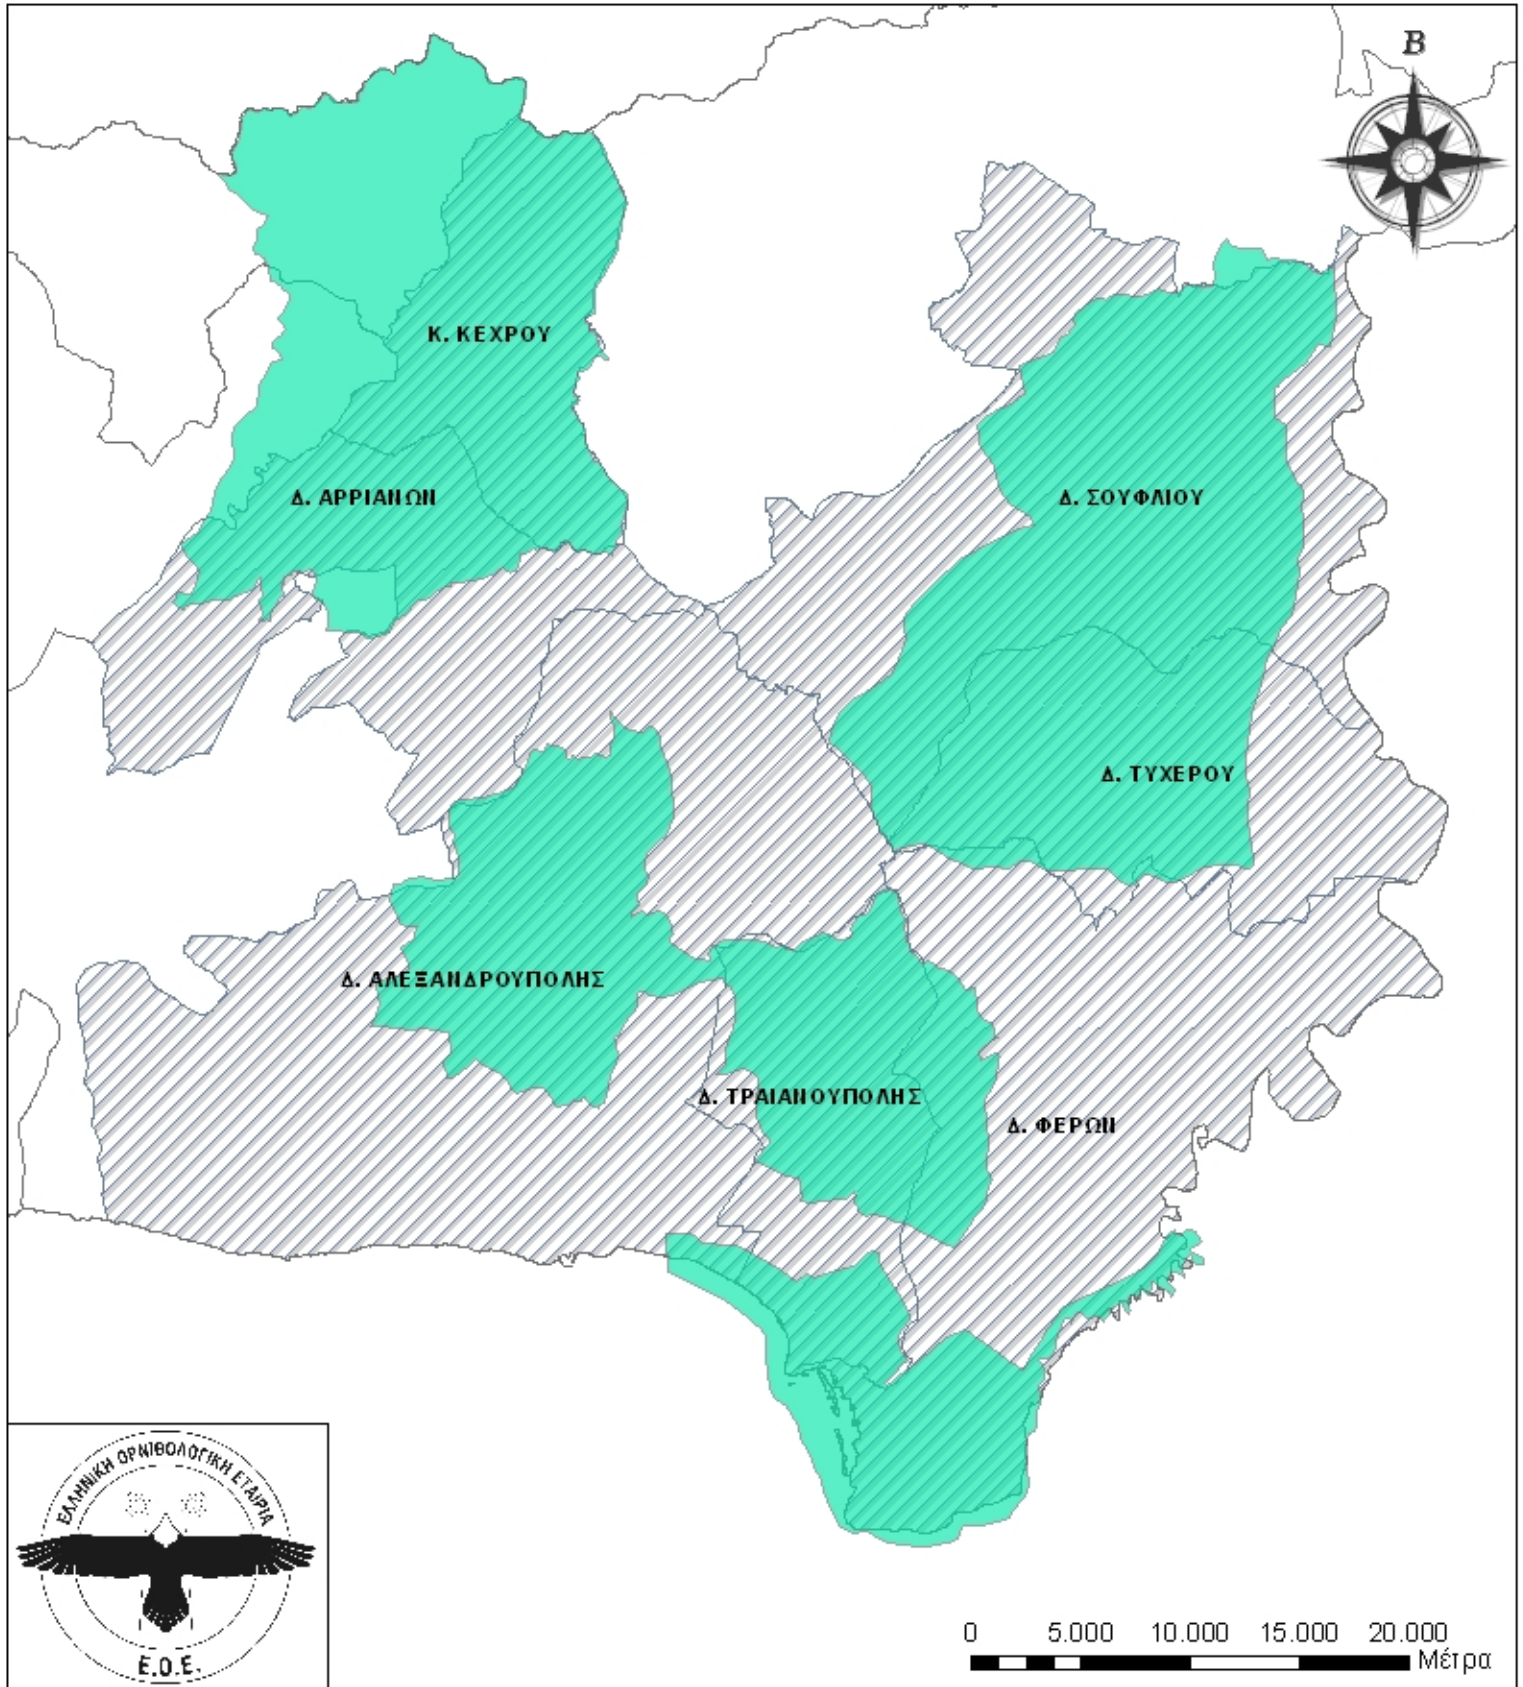 Β
Κ. ΚΕΧΡΟΥ
Δ. ΑΡΡΙΑΝΩΝ
Δ. ΣΟΥΦΛΙΟΥ
Δ. ΤΥΧΕΡΟΥ
Δ. ΑΛΕΞΑΝΔΡΟΥΠΟΛΗΣ
Δ. ΤΡΑΙΑΝΟΥΠΟΛΗΣ
Δ. ΦΕΡΩΝ
ΕΛΛΗΝΙΚΗ ΟΡΝΙΘΟΛΟΓΙΚΗ ΕΤΑΙΡΙΑ
Ε.Ο.Ε.
0 5.000 10.000 15.000 20.000
Μέτρα